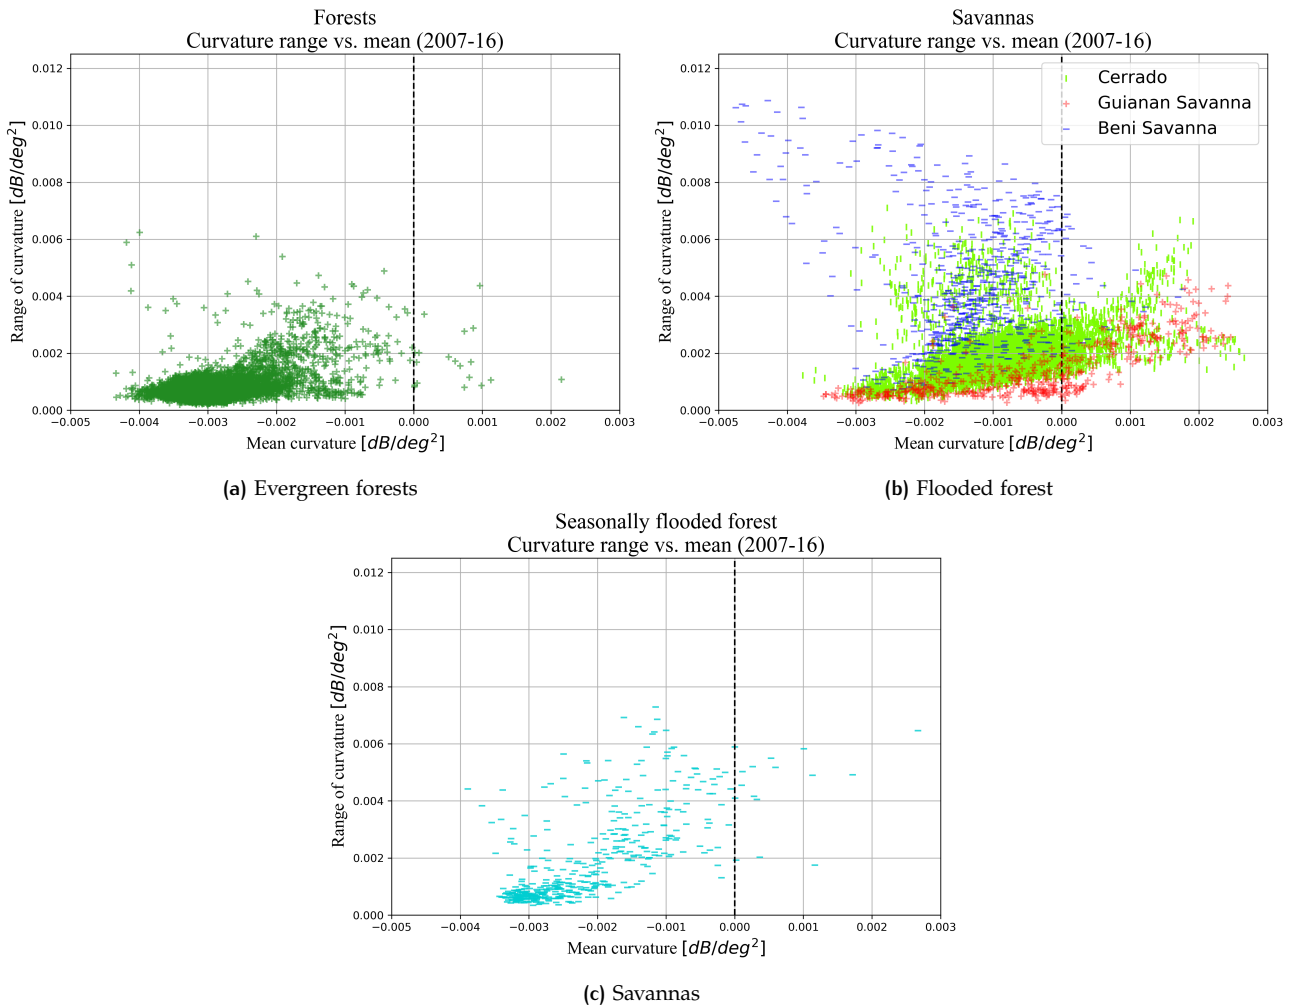 Forests
Curvature range vs. mean (2007-16)
0.012
0.010
0.008
0.006
0.004
0.002
0.000
Range of curvature [dB/deg²]
−0.005 −0.004 −0.003 −0.002 −0.001 0.000 0.001 0.002 0.003
Mean curvature [dB/deg²]
(a) Evergreen forests
Savannas
Curvature range vs. mean (2007-16)
Cerrado
Guianan Savanna
Beni Savanna
0.012
0.010
0.008
0.006
0.004
0.002
0.000
Range of curvature [dB/deg²]
−0.005 −0.004 −0.003 −0.002 −0.001 0.000 0.001 0.002 0.003
Mean curvature [dB/deg²]
(b) Flooded forest
Seasonally flooded forest
Curvature range vs. mean (2007-16)
0.012
0.010
0.008
0.006
0.004
0.002
0.000
Range of curvature [dB/deg²]
−0.005 −0.004 −0.003 −0.002 −0.001 0.000 0.001 0.002 0.003
Mean curvature [dB/deg²]
(c) Savannas